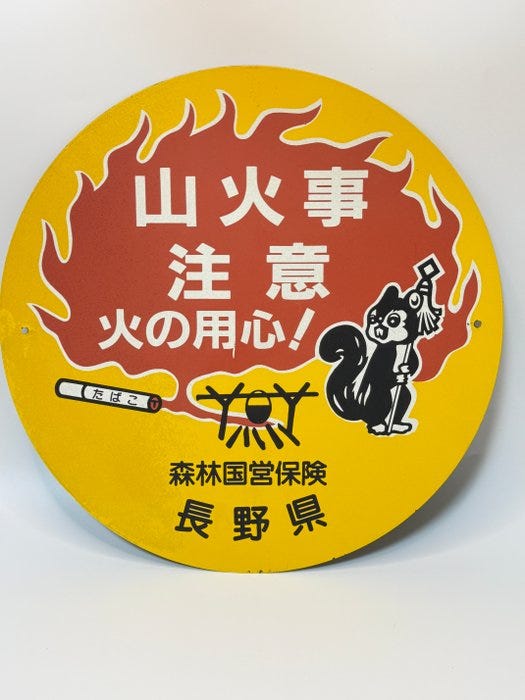 山火事
注意
火の用心!
たばこ
森林国営保険
長野県